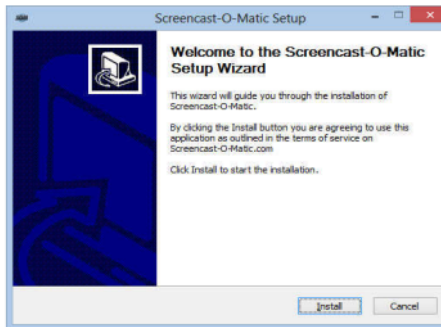 Screencast-O-Matic Setup
Welcome to the Screencast-O-Matic
Setup Wizard
This wizard will guide you through the installation of
Screencast-O-Matic.
By clicking the Install button you are agreeing to use this
application as outlined in the terms of service on
Screencast-O-Matic.com
Click Install to start the installation.
Install Cancel